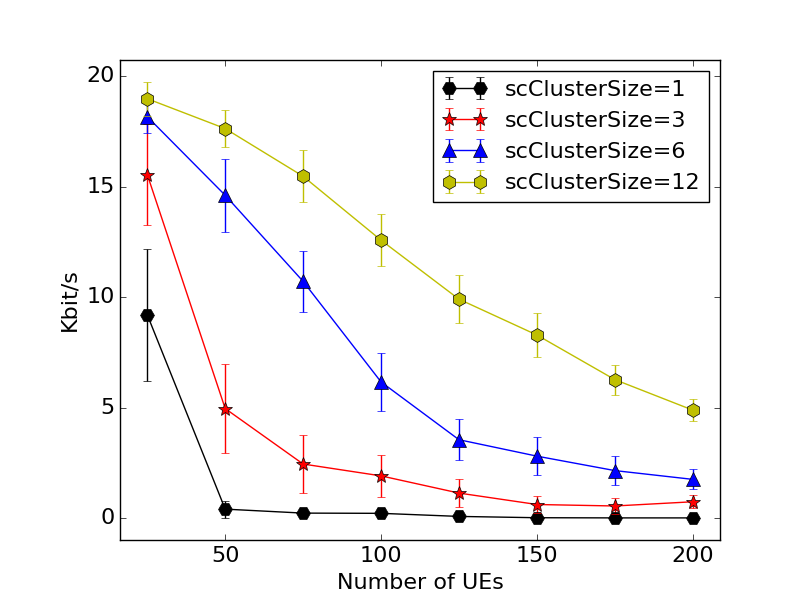 20
15
10
5
0
Kbit/s
scClusterSize=1
scClusterSize=3
scClusterSize=6
scClusterSize=12
50
100
150
200
Number of UEs